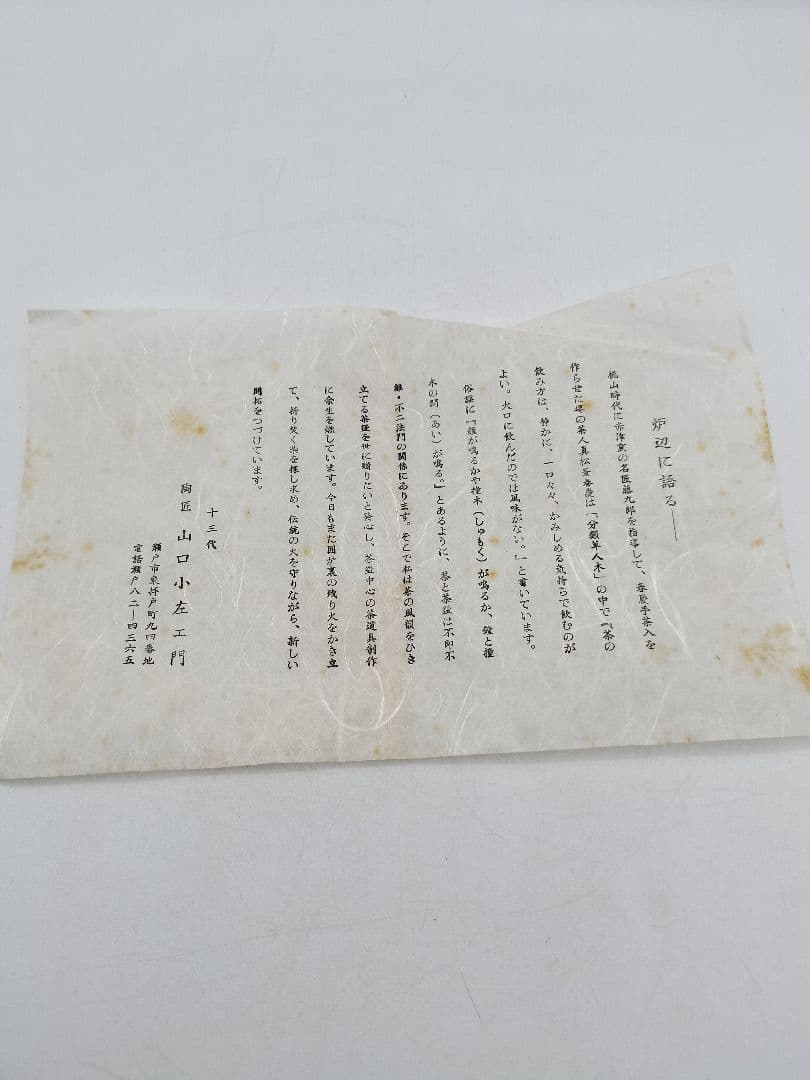 炉辺に語る――
桃山時代に赤津窯の名匠藤九郎を指導して、春慶手茶入を
作らせた堺の茶人真松斎春慶は「分類草人木」の中で『茶の
飲み方は、静かに、一口々々、かみしめる気持ちで飲むのが
よい。大口に飲んだのでは風味がない。』と書いています。
俗謡に「鐘が鳴るかや撞木(しゅもく)が鳴るか、鐘と撞
木の間(あい)が鳴る。」とあるように、茶と茶盌は不即不
離・不二法門の関係にあります。そこで私は茶の風韻をひき
立てる茶盌を世に贈りたいと発心し、茶盌中心の茶道具創作
に余生を燃しています。今日もまた囲が裏の残り火をかき立
て、折り焚く柴を探し求め、伝統の火を守りながら、新しい
開拓をつづけています。
十三代
陶匠 山口小左エ門
瀬戸市東拝戸町九四番地
電話瀬戸八二―四三六五